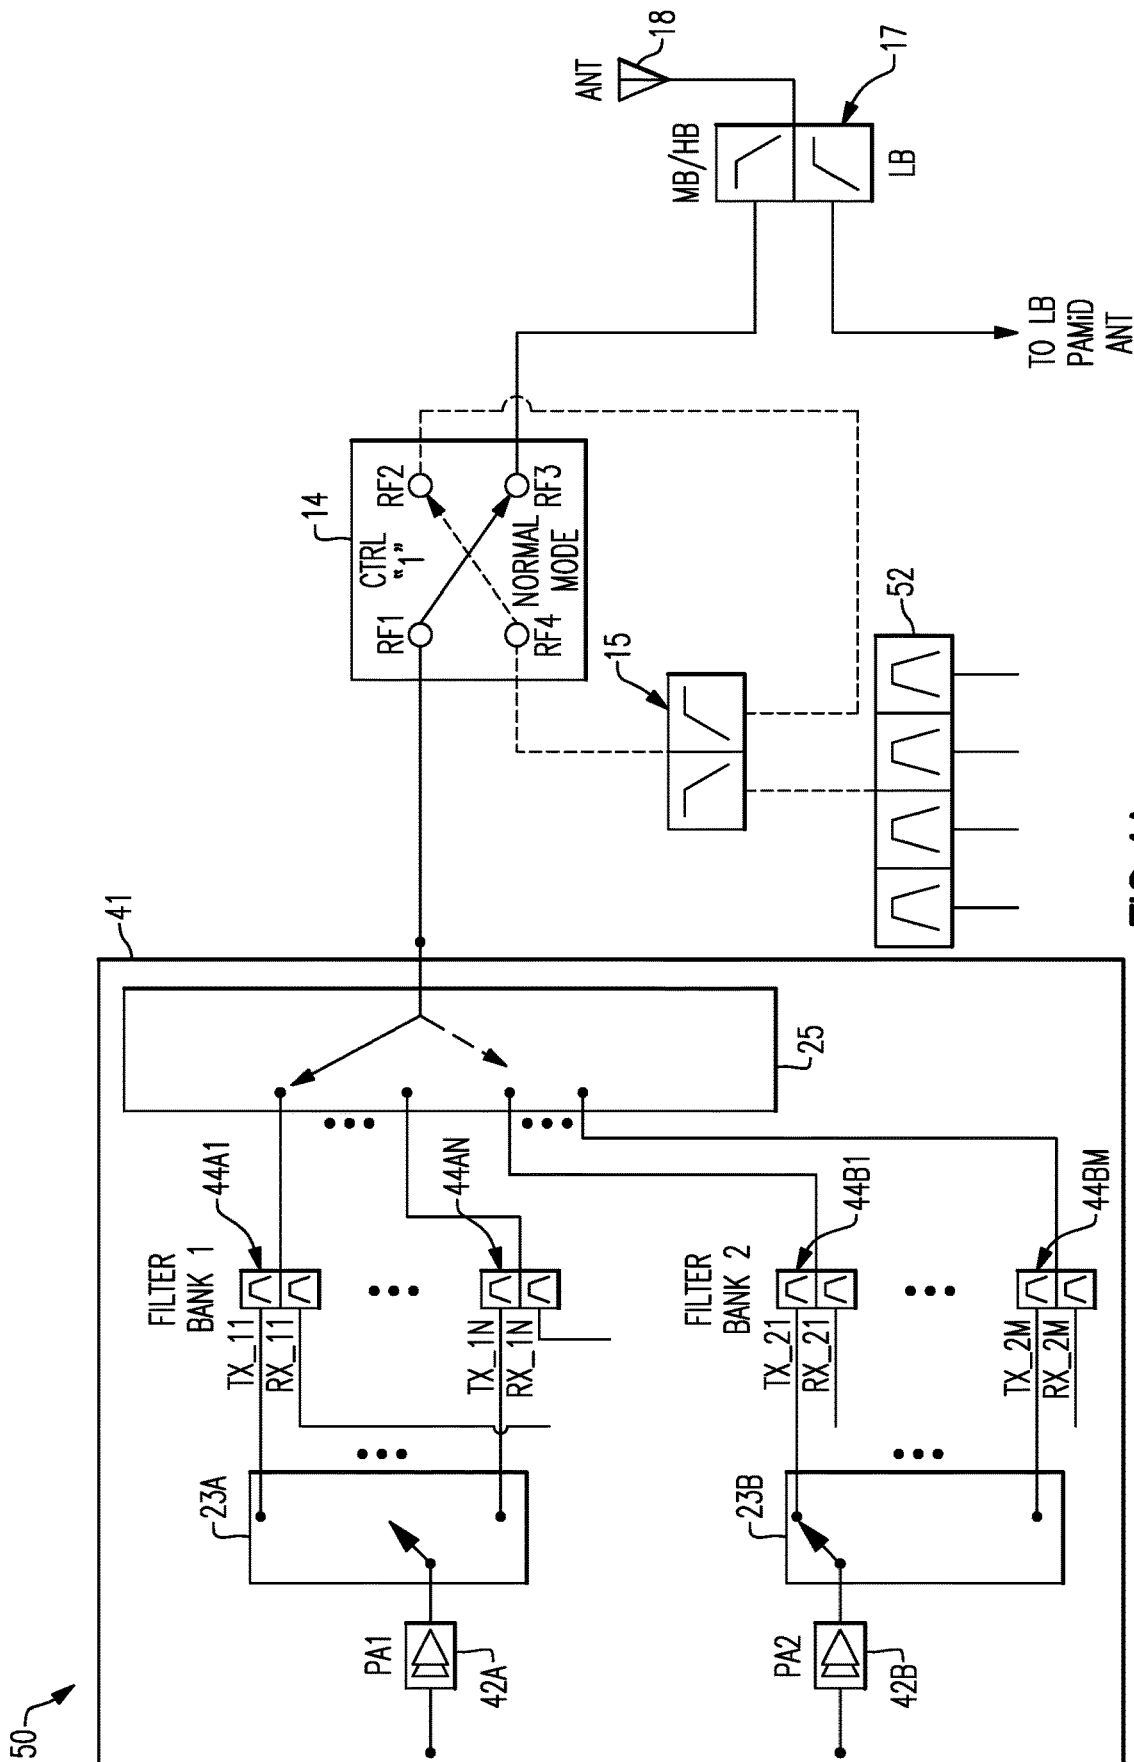 50
41
PA1
42A
23A
TX_11
RX_11
FILTER
BANK 1
44A1
TX_1N
RX_1N
44AN
PA2
42B
23B
TX_21
RX_21
FILTER
BANK 2
44B1
TX_2M
RX_2M
44BM
25
14
CTRL
"1"
RF1
RF2
RF4
RF3
NORMAL
MODE
15
52
ANT
18
MB/HB
17
LB
TO LB
PAMiD
ANT